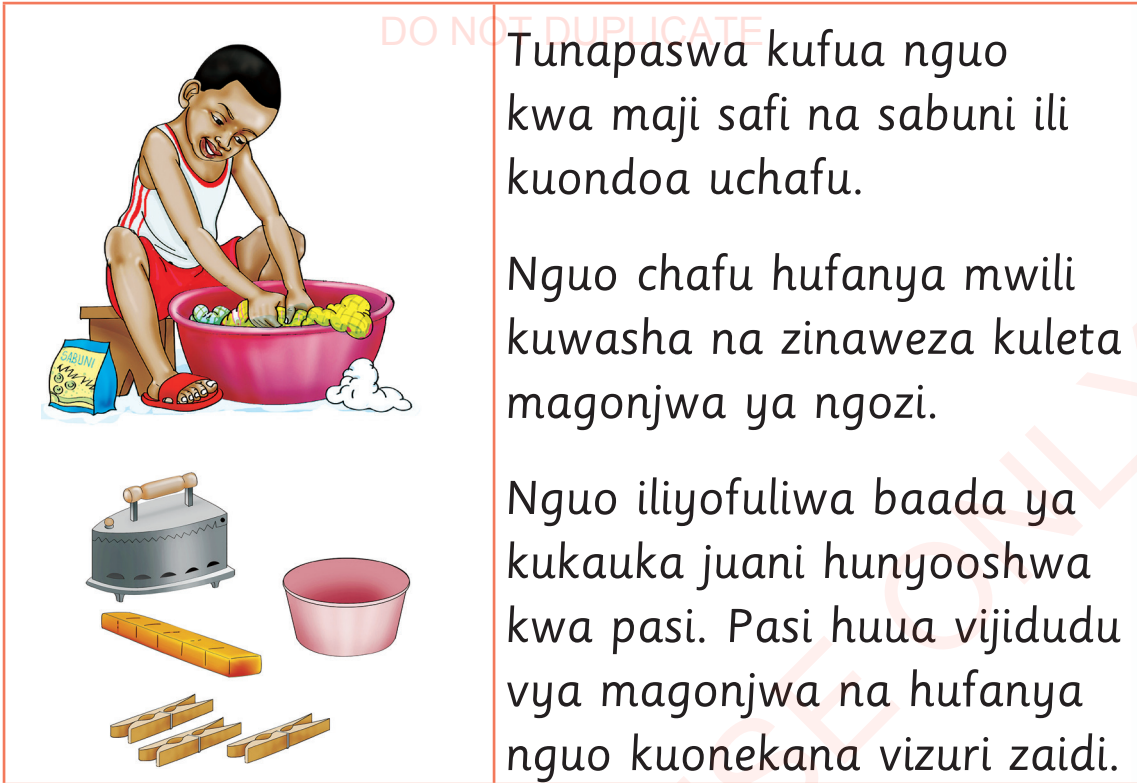 DO NOT DUPLICATE
Tunapaswa kufua nguo
kwa maji safi na sabuni ili
kuondoa uchafu.
Nguo chafu hufanya mwili
kuwasha na zinaweza kuleta
magonjwa ya ngozi.
Nguo iliyofuliwa baada ya
kukauka juani hunyooshwa
kwa pasi. Pasi huua vijidudu
vya magonjwa na hufanya
nguo kuonekana vizuri zaidi.
SABUNI
SE ONLY